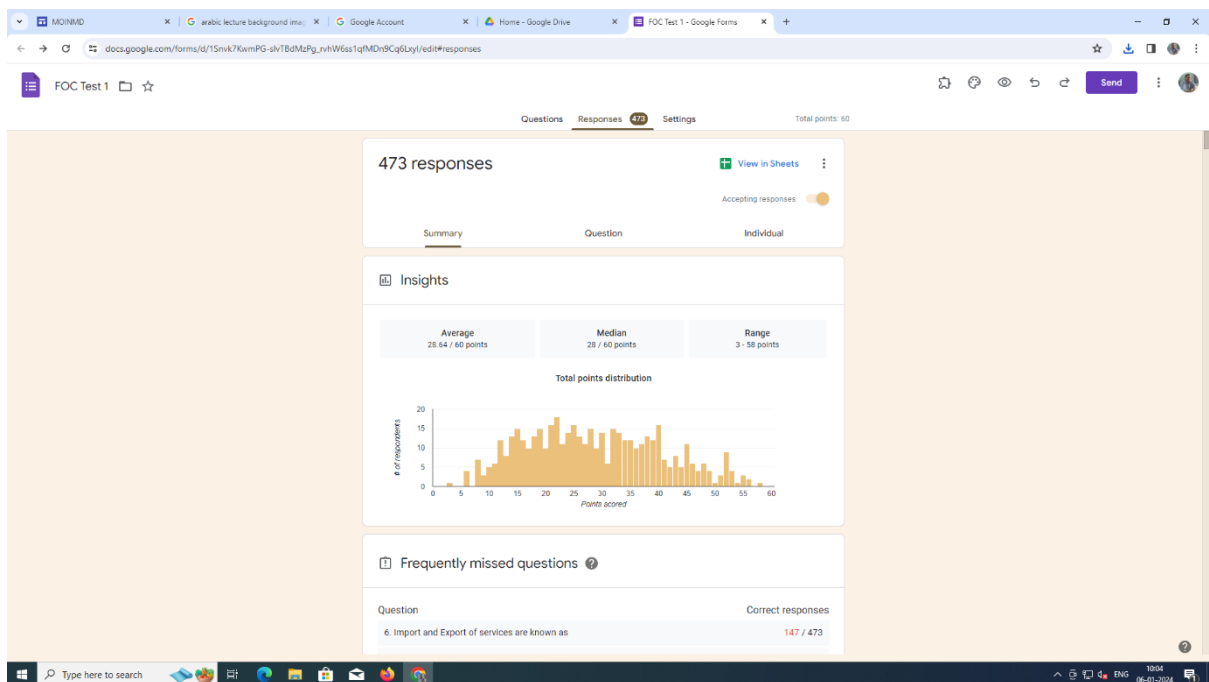 MOINMD
arabic lecture background imag
Google Account
Home - Google Drive
FOC Test 1 - Google Forms
docs.google.com/forms/d/1Snvk7KwmPG-slvTBdMzPg_rvhW6ss1qfMDn9Cq6LxyI/edit#responses
FOC Test 1
Send
Questions Responses 473 Settings Total points: 60
473 responses
View in Sheets
Accepting responses
Summary Question Individual
Insights
Average Median Range
28.64 / 60 points 28 / 60 points 3 - 58 points
Total points distribution
# of respondents
20
15
10
5
0
0 5 10 15 20 25 30 35 40 45 50 55 60
Points scored
Frequently missed questions
Question Correct responses
6. Import and Export of services are known as 147 / 473
Type here to search
ENG
10:04
06-01-2024